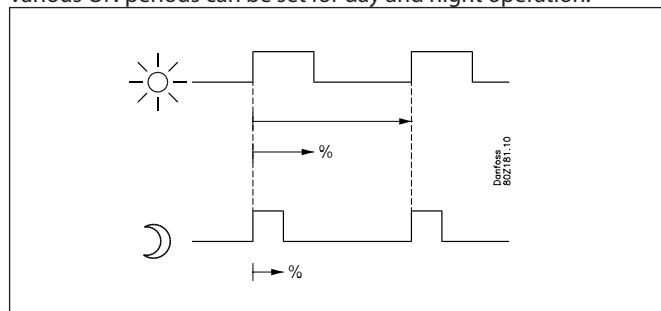 Various ON periods can be set for day and night operation.
%
Danfoss
80Z181.10
%